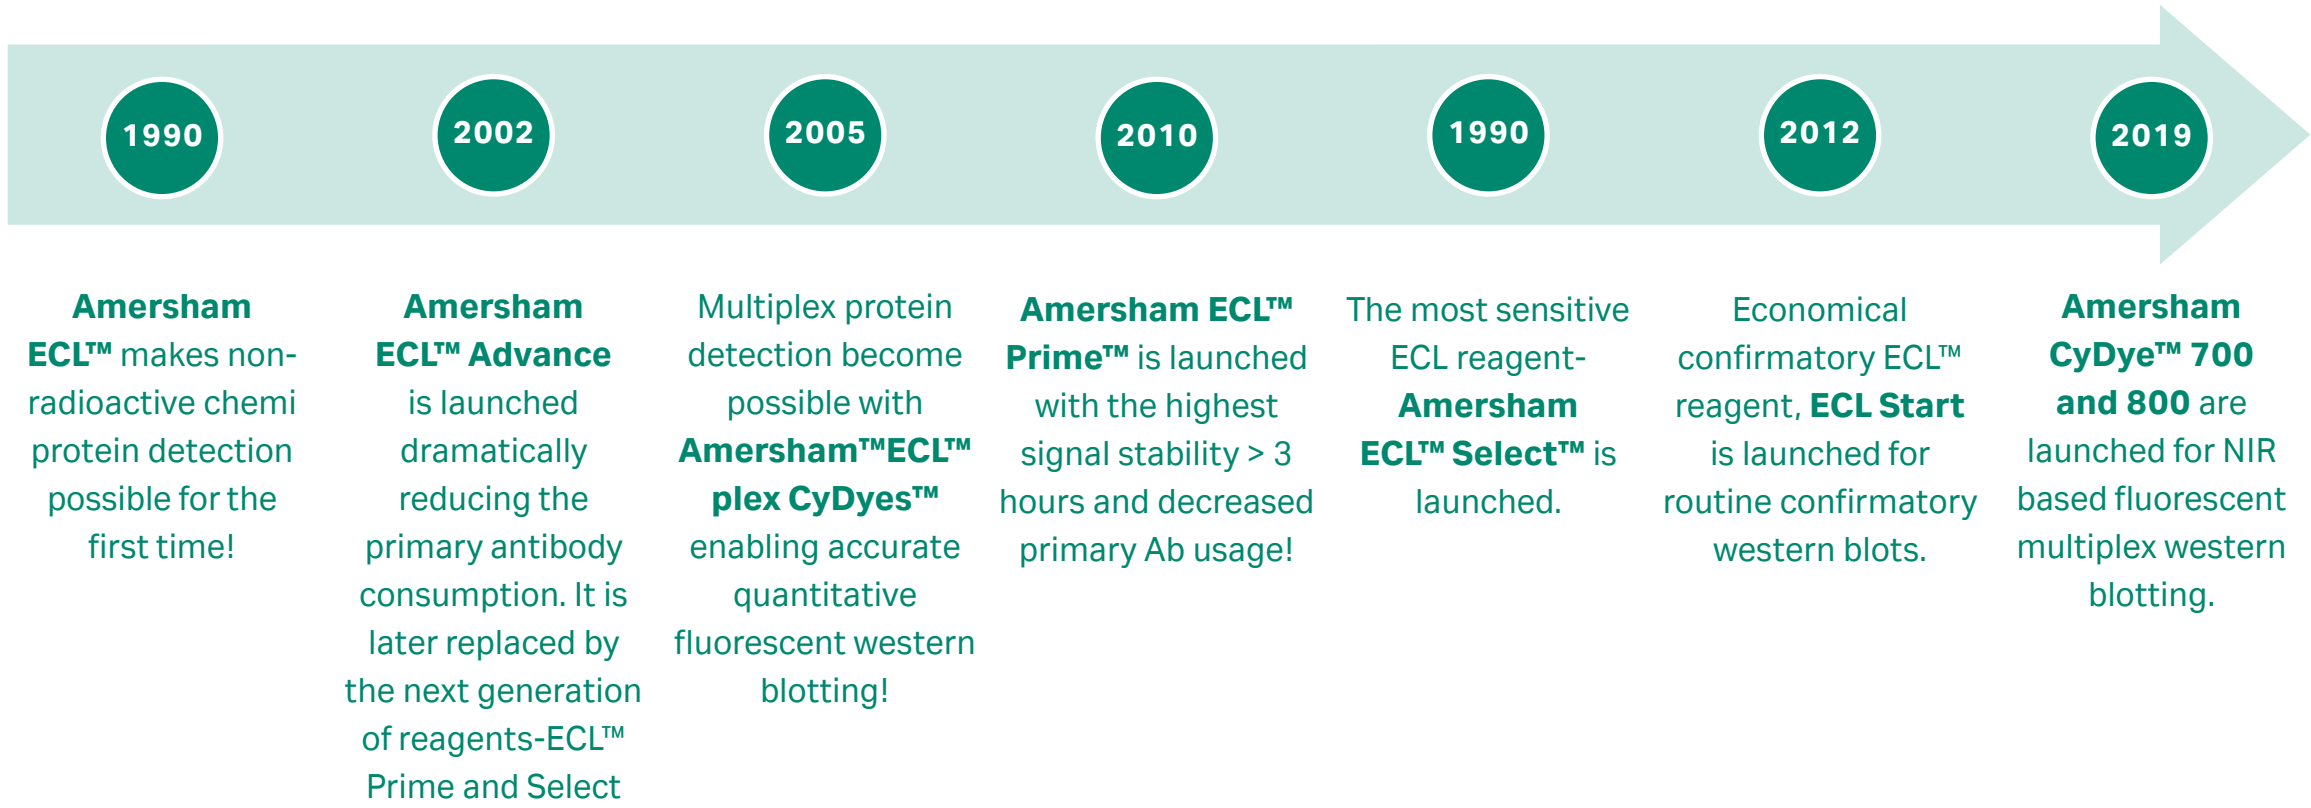 1990
2002
2005
2010
1990
2012
2019
Amersham
ECL™ makes non-
radioactive chemi
protein detection
possible for the
first time!
Amersham
ECL™ Advance
is launched
dramatically
reducing the
primary antibody
consumption. It is
later replaced by
the next generation
of reagents-ECL™
Prime and Select
Multiplex protein
detection become
possible with
Amersham™ECL™
plex CyDyes™
enabling accurate
quantitative
fluorescent western
blotting!
Amersham ECL™
Prime™ is launched
with the highest
signal stability > 3
hours and decreased
primary Ab usage!
The most sensitive
ECL reagent-
Amersham
ECL™ Select™ is
launched.
Economical
confirmatory ECL™
reagent, ECL Start
is launched for
routine confirmatory
western blots.
Amersham
CyDye™ 700
and 800 are
launched for NIR
based fluorescent
multiplex western
blotting.